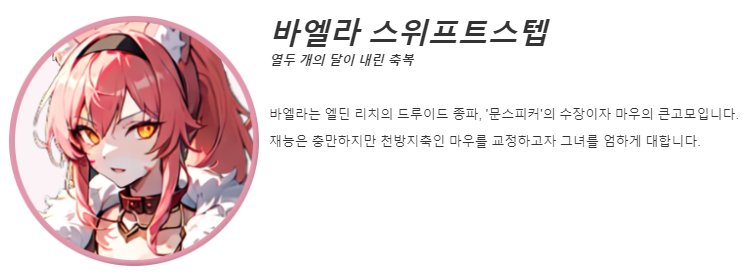 바엘라 스위프트스텝
열두 개의 달이 내린 축복
바엘라는 엘딘 리치의 드루이드 종파, '문스피커'의 수장이자 마우의 큰고모입니다.
재능은 충만하지만 천방지축인 마우를 교정하고자 그녀를 엄하게 대합니다.